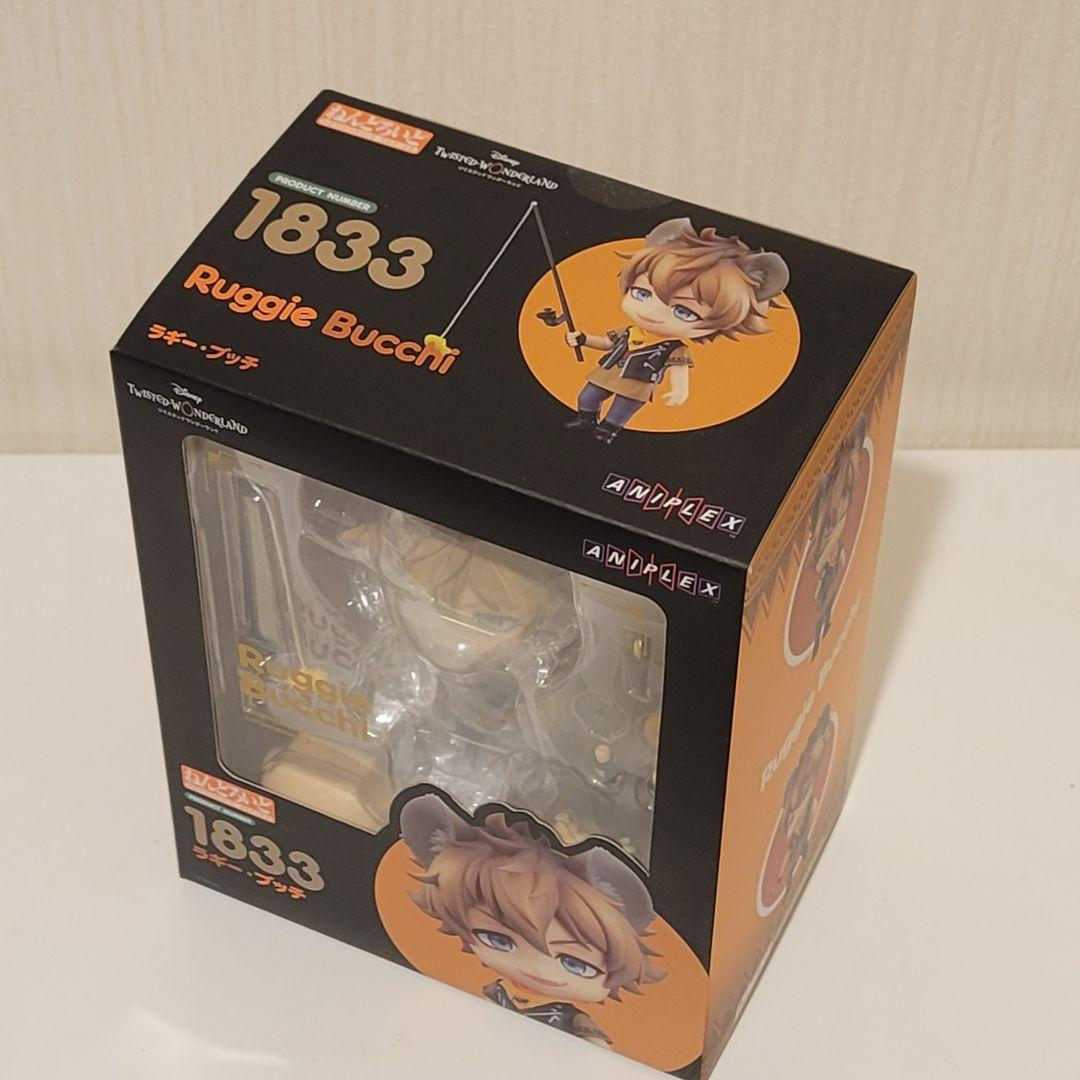 ねんどろいど
Disney
TWISTED-WONDERLAND
ツイステッドワンダーランド
PRODUCT NUMBER
1833
Ruggie Bucchi
ラギー・ブッチ
ANIPLEX
Disney
TWISTED-WONDERLAND
ツイステッドワンダーランド
ANIPLEX
Ruggie
Bucchi
ねんどろいど
PRODUCT NUMBER
1833
ラギー・ブッチ
Ruggie Bucchi